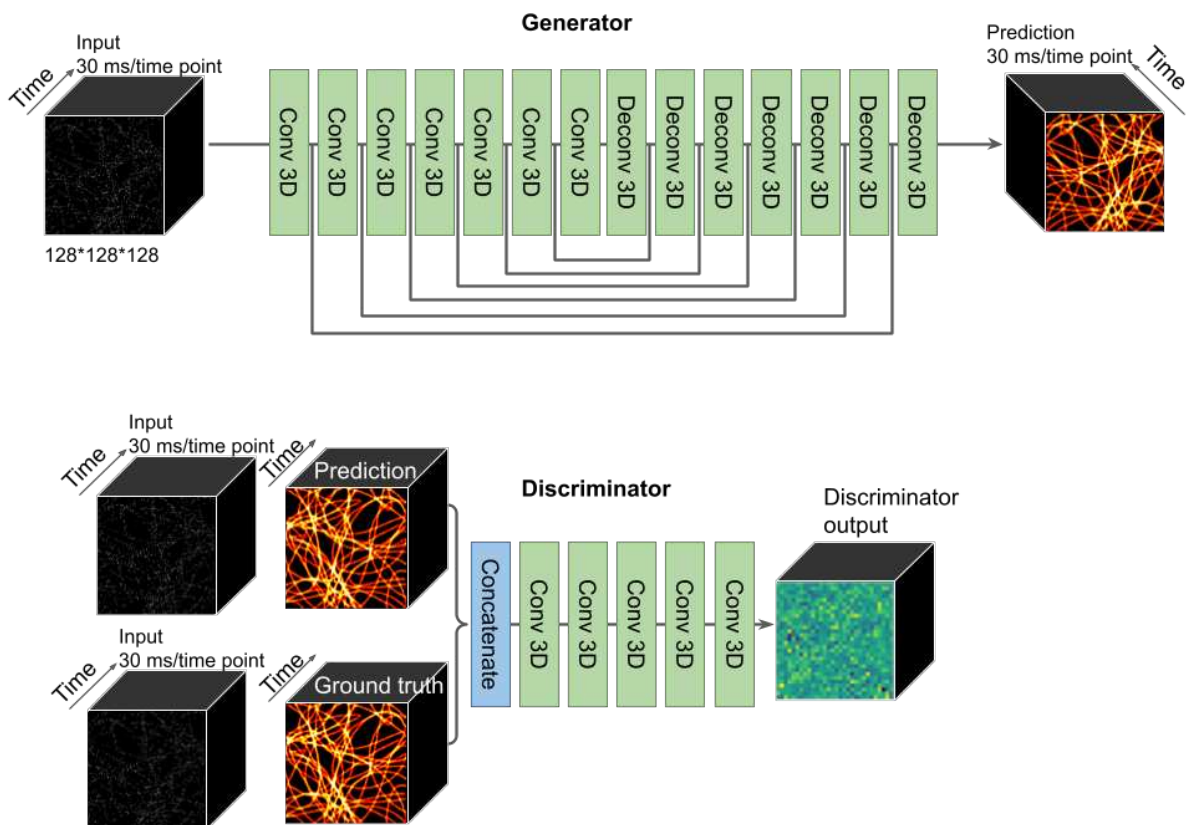 Generator
Input
30 ms/time point
Time
128*128*128
Conv 3D
Conv 3D
Conv 3D
Conv 3D
Conv 3D
Conv 3D
Conv 3D
Deconv 3D
Deconv 3D
Deconv 3D
Deconv 3D
Deconv 3D
Deconv 3D
Deconv 3D
Prediction
30 ms/time point
Time
Input
30 ms/time point
Time
Time
Prediction
Input
30 ms/time point
Time
Time
Ground truth
Discriminator
Concatenate
Conv 3D
Conv 3D
Conv 3D
Conv 3D
Conv 3D
Discriminator
output